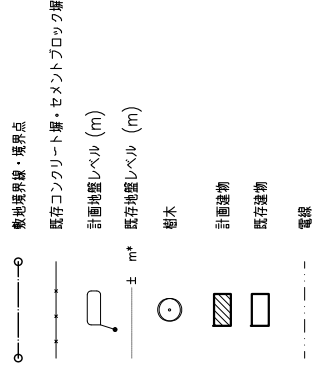 敷地境界線・境界点
既存コンクリート塀・セメントブロック塀
計画地盤レベル (m)
± m* 既存地盤レベル (m)
樹木
計画建物
既存建物
電線